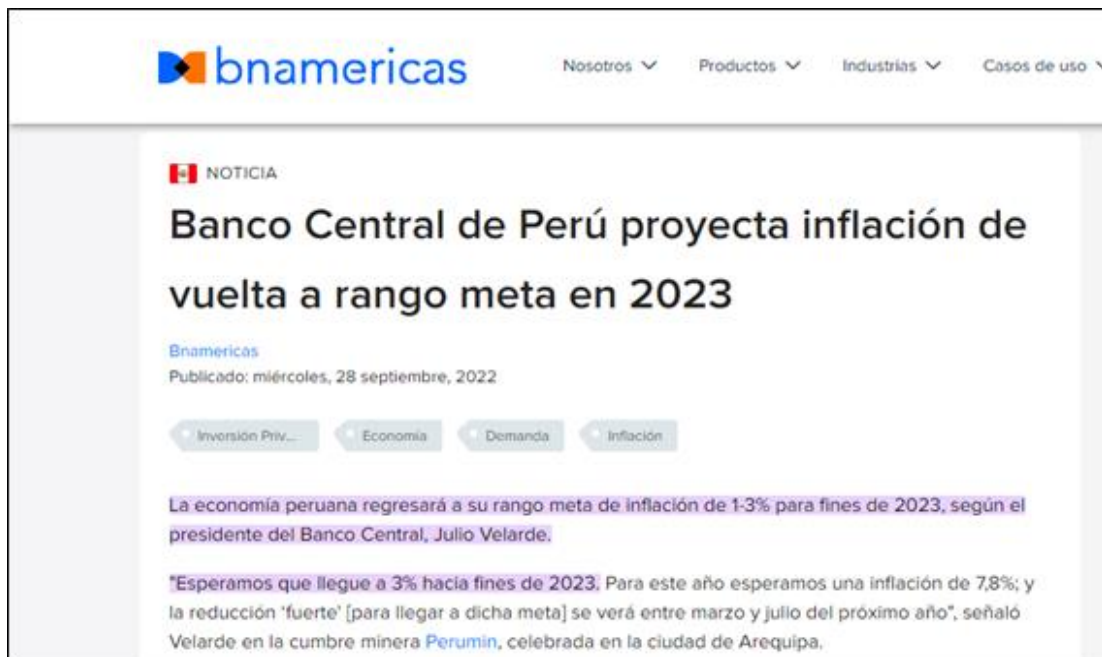 bnamericas
Nosotros Productos Industrias Casos de uso
NOTICIA
Banco Central de Perú proyecta inflación de
vuelta a rango meta en 2023
Bnamericas
Publicado: miércoles, 28 septiembre, 2022
Inversión Priv... Economía Demanda Inflación
La economía peruana regresará a su rango meta de inflación de 1-3% para fines de 2023, según el
presidente del Banco Central, Julio Velarde.
"Esperamos que llegue a 3% hacia fines de 2023. Para este año esperamos una inflación de 7,8%; y
la reducción 'fuerte' [para llegar a dicha meta] se verá entre marzo y julio del próximo año", señaló
Velarde en la cumbre minera Perumin, celebrada en la ciudad de Arequipa.